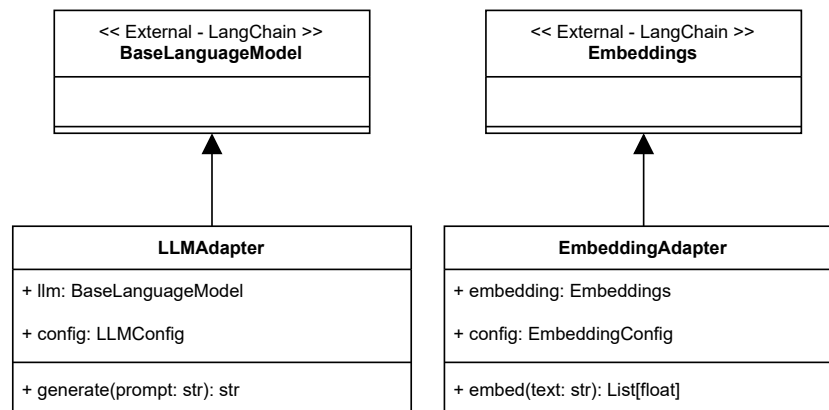 << External - LangChain >>
BaseLanguageModel
<< External - LangChain >>
Embeddings
LLMAdapter
+ llm: BaseLanguageModel
+ config: LLMConfig
+ generate(prompt: str): str
EmbeddingAdapter
+ embedding: Embeddings
+ config: EmbeddingConfig
+ embed(text: str): List[float]